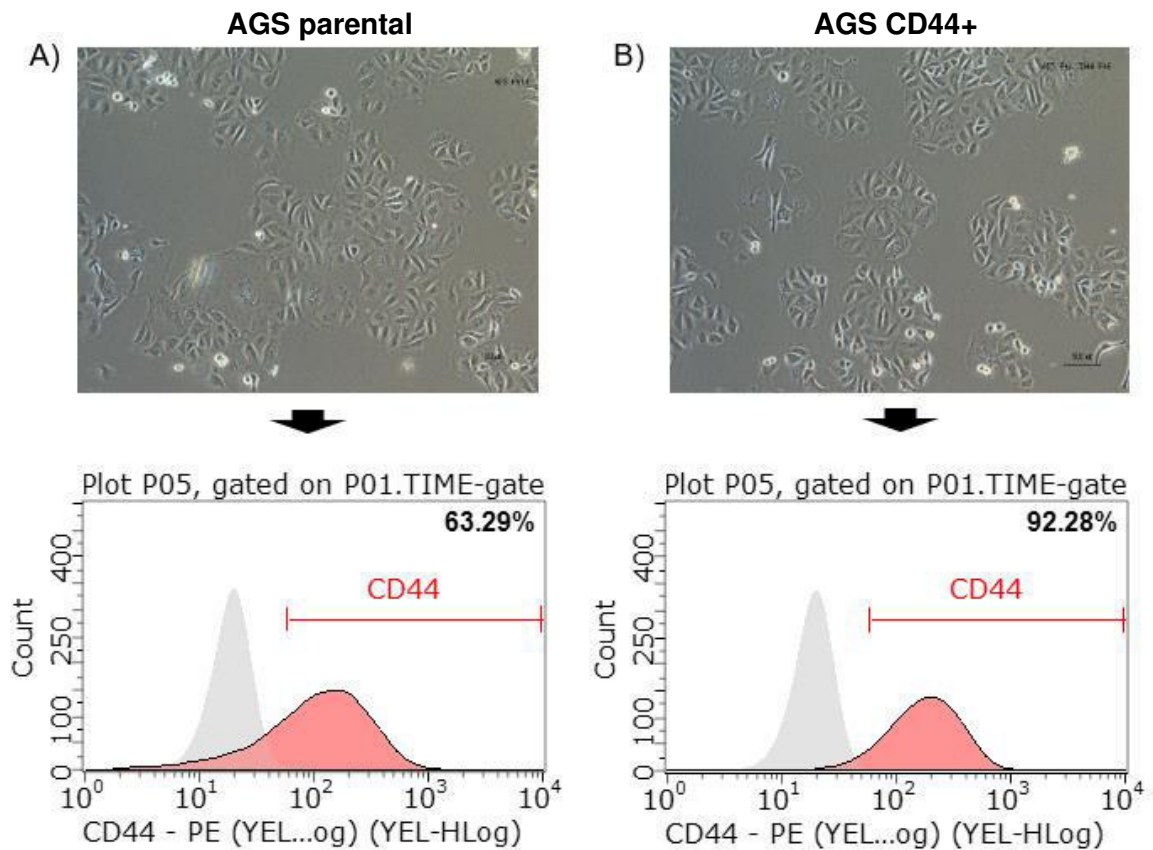 AGS parental
AGS CD44+
A)
B)
Plot P05, gated on P01.TIME-gate
63.29%
CD44
Count
400
250
100
0
10⁰ 10¹ 10² 10³ 10⁴
CD44 - PE (YEL...og) (YEL-HLog)
Plot P05, gated on P01.TIME-gate
92.28%
CD44
Count
400
250
100
0
10⁰ 10¹ 10² 10³ 10⁴
CD44 - PE (YEL...og) (YEL-HLog)